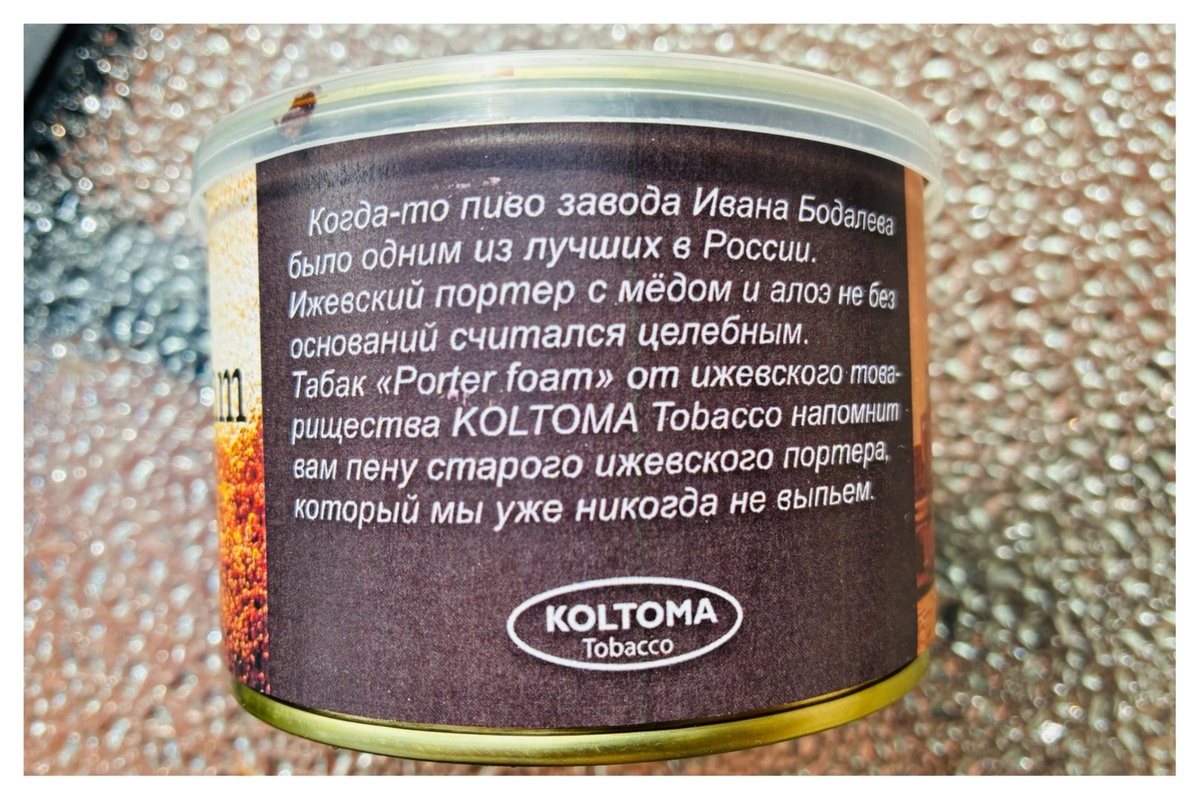 Когда-то пиво завода Ивана Бодалева
было одним из лучших в России.
Ижевский портер с мёдом и алоэ не без
оснований считался целебным.
Табак «Porter foam» от ижевского това-
рищества KOLTOMA Tobacco напомнит
вам пену старого ижевского портера,
который мы уже никогда не выпьем.
m
KOLTOMA
Tobacco